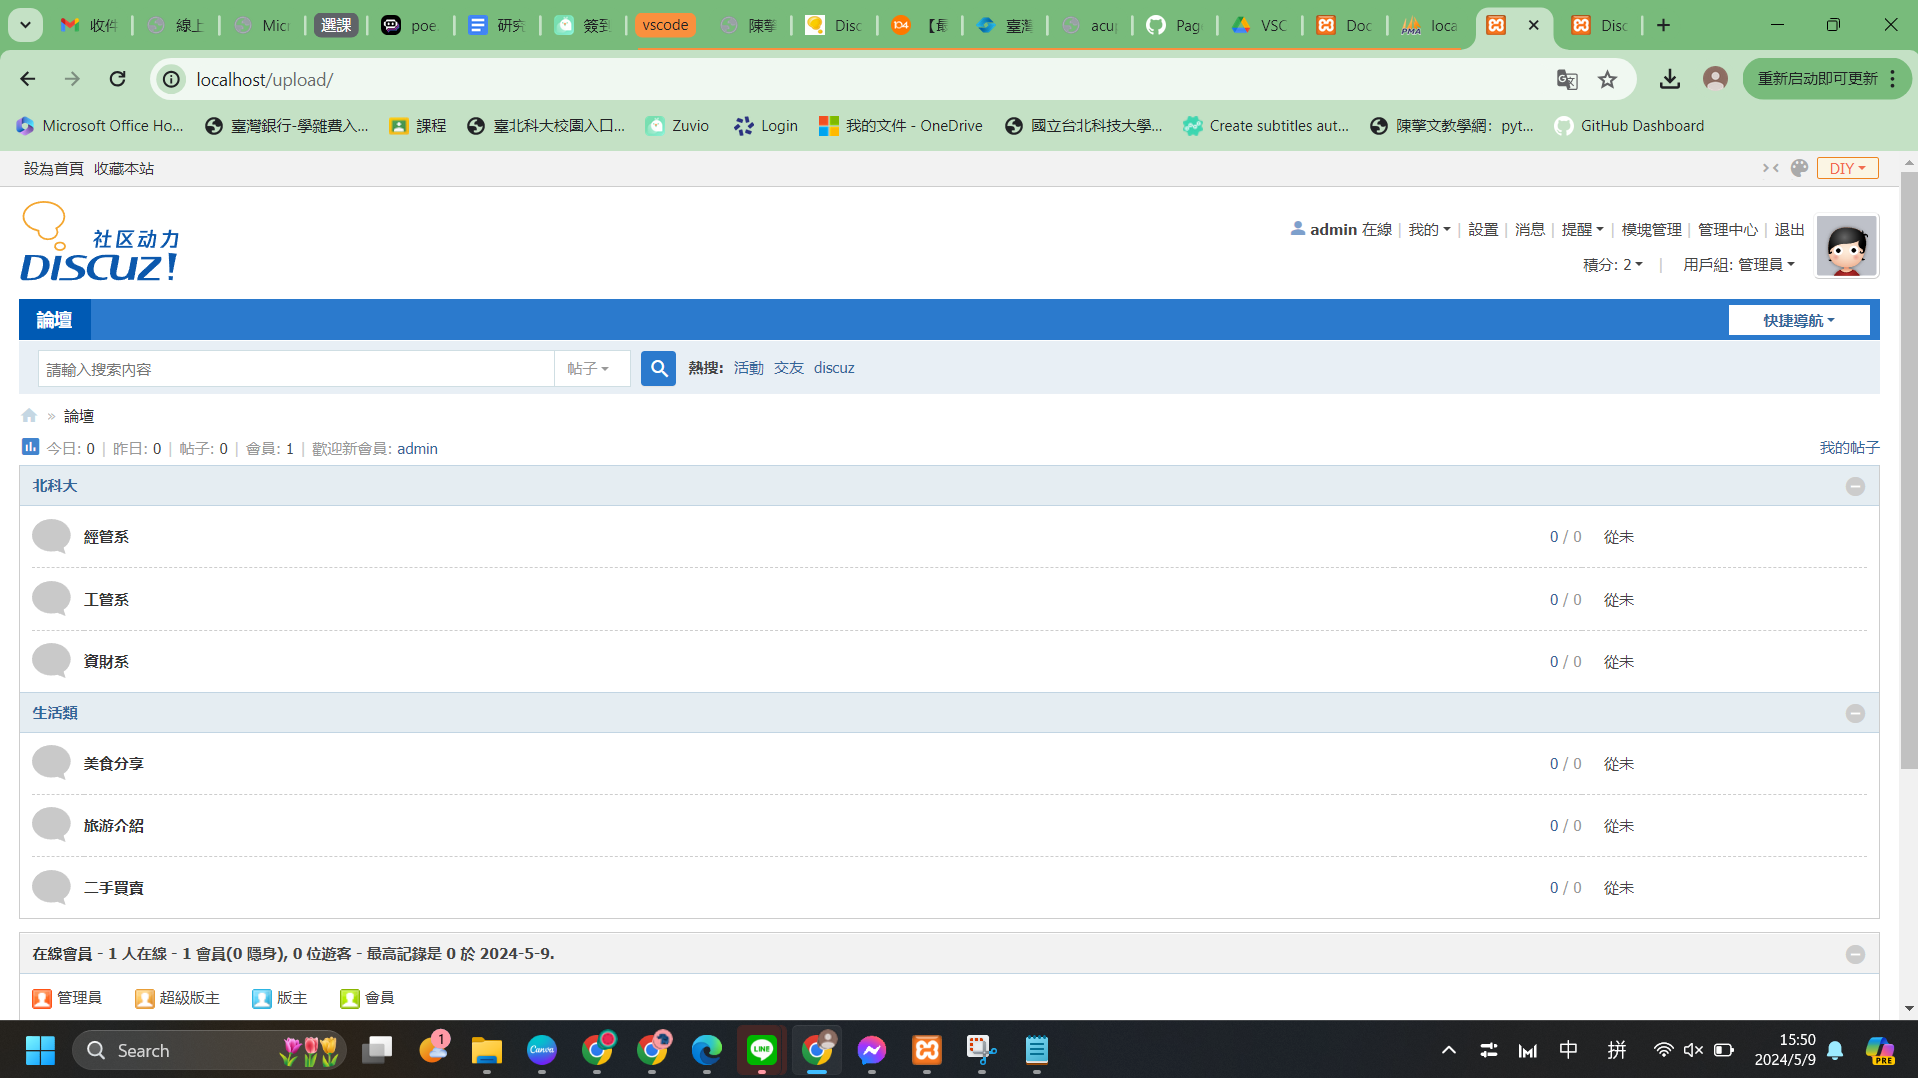 收件
線上
Micr
選課
poe.
研究
簽到
vscode
陳擎
Disc
【最
臺灣
acu
Page
VSC
Doc
loca
Disc
localhost/upload/
重新启动即可更新
Microsoft Office Ho...
臺灣銀行-學雜費入...
課程
臺北科大校園入口...
Zuvio
Login
我的文件 - OneDrive
國立台北科技大學...
Create subtitles aut...
陳擎文教學網：pyt...
GitHub Dashboard
設為首頁 收藏本站
DIY
社区动力
DISCUZ!
admin 在線 | 我的 | 設置 | 消息 | 提醒 | 模塊管理 | 管理中心 | 退出
積分: 2 | 用戶組: 管理員
論壇
快捷導航
請輸入搜索内容
帖子
熱搜: 活動 交友 discuz
» 論壇
今日: 0 | 昨日: 0 | 帖子: 0 | 會員: 1 | 歡迎新會員: admin
我的帖子
北科大
經管系 0 / 0 從未
工管系 0 / 0 從未
資財系 0 / 0 從未
生活類
美食分享 0 / 0 從未
旅游介紹 0 / 0 從未
二手買賣 0 / 0 從未
在線會員 - 1 人在線 - 1 會員(0 隱身), 0 位遊客 - 最高記錄是 0 於 2024-5-9.
管理員 超級版主 版主 會員
Search
1
Canva
LINE
中
拼
15:50
2024/5/9
PRE